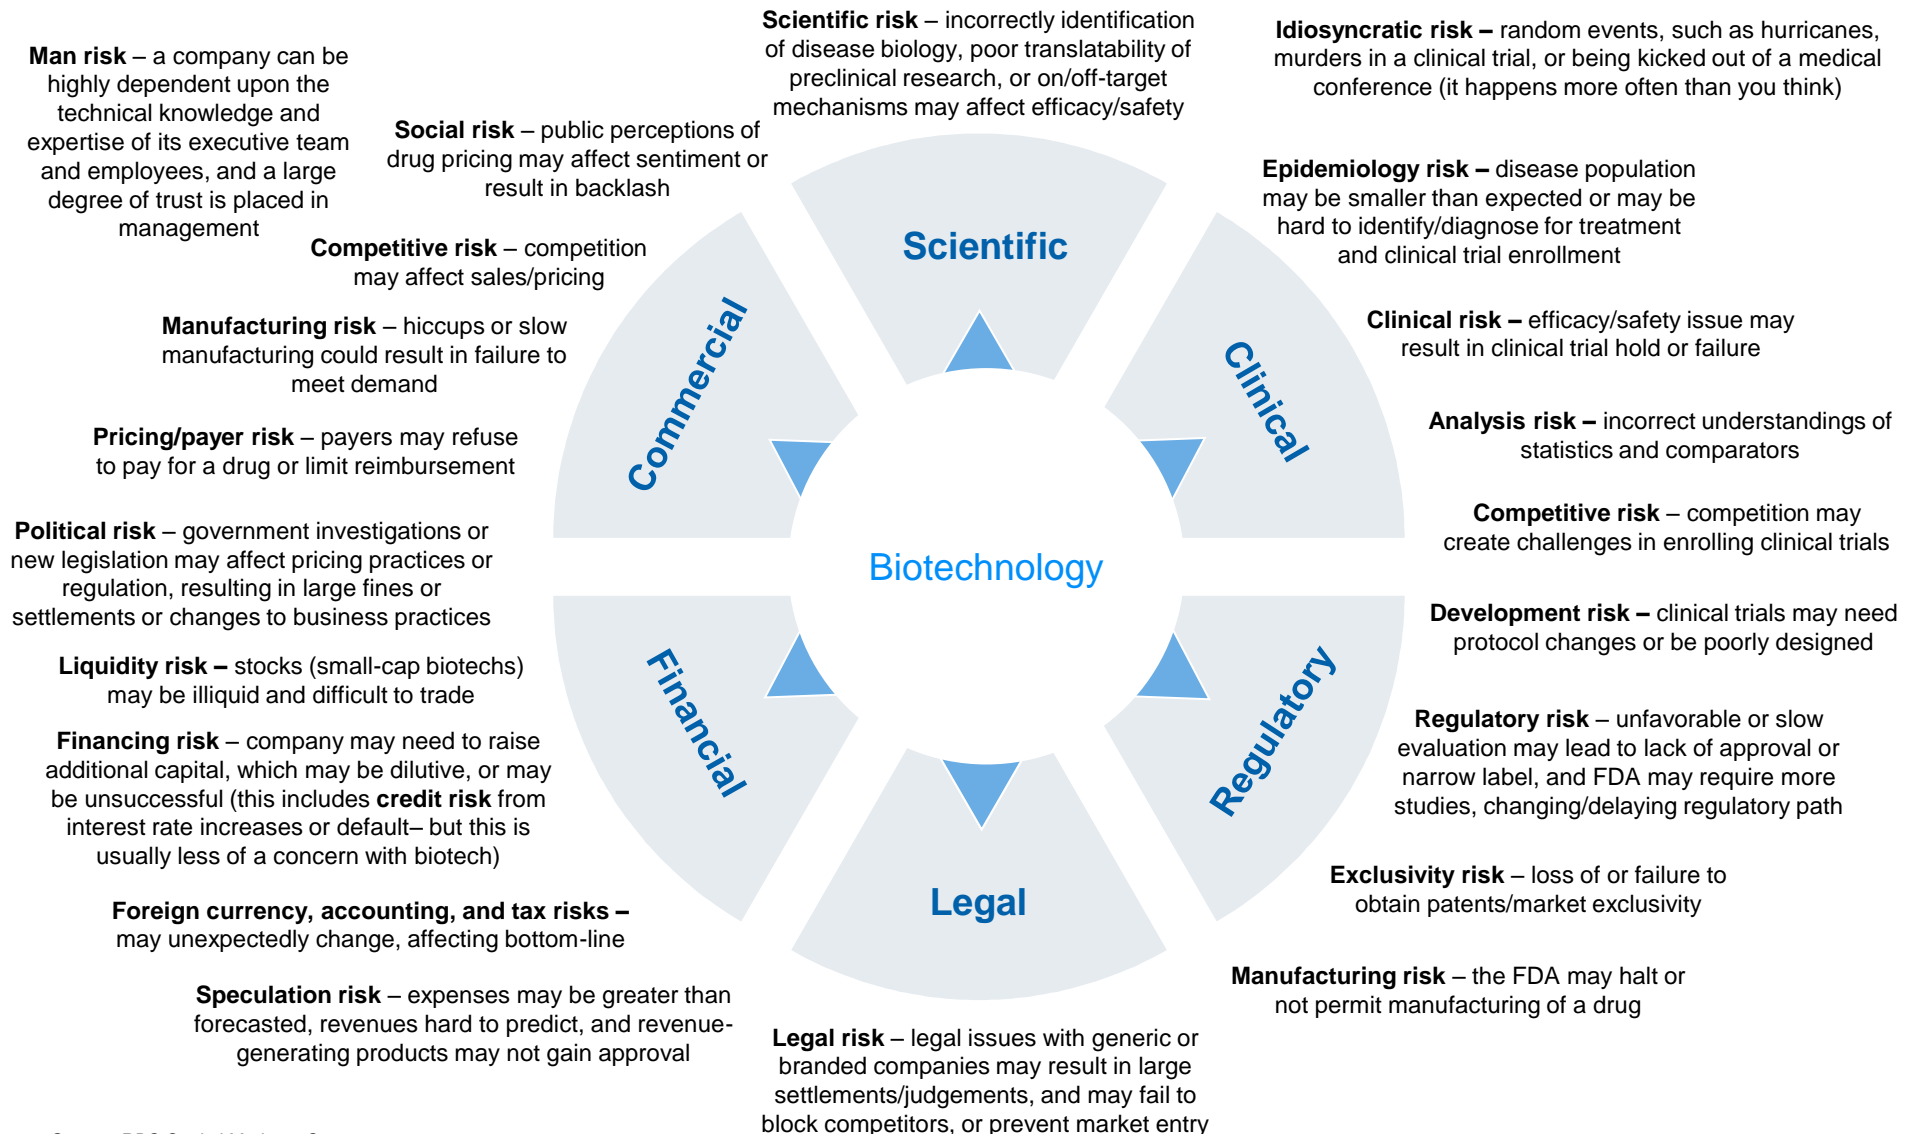 Scientific risk – incorrectly identification
of disease biology, poor translatability of
preclinical research, or on/off-target
mechanisms may affect efficacy/safety
Idiosyncratic risk – random events, such as hurricanes,
murders in a clinical trial, or being kicked out of a medical
conference (it happens more often than you think)
Man risk – a company can be
highly dependent upon the
technical knowledge and
expertise of its executive team
and employees, and a large
degree of trust is placed in
management
Social risk – public perceptions of
drug pricing may affect sentiment or
result in backlash
Epidemiology risk – disease population
may be smaller than expected or may be
hard to identify/diagnose for treatment
and clinical trial enrollment
Competitive risk – competition
may affect sales/pricing
Scientific
Manufacturing risk – hiccups or slow
manufacturing could result in failure to
meet demand
Clinical risk – efficacy/safety issue may
result in clinical trial hold or failure
Commercial
Clinical
Pricing/payer risk – payers may refuse
to pay for a drug or limit reimbursement
Analysis risk – incorrect understandings of
statistics and comparators
Political risk – government investigations or
new legislation may affect pricing practices or
regulation, resulting in large fines or
settlements or changes to business practices
Competitive risk – competition may
create challenges in enrolling clinical trials
Biotechnology
Development risk – clinical trials may need
protocol changes or be poorly designed
Liquidity risk – stocks (small-cap biotechs)
may be illiquid and difficult to trade
Financial
Regulatory
Regulatory risk – unfavorable or slow
evaluation may lead to lack of approval or
narrow label, and FDA may require more
studies, changing/delaying regulatory path
Financing risk – company may need to raise
additional capital, which may be dilutive, or may
be unsuccessful (this includes credit risk from
interest rate increases or default– but this is
usually less of a concern with biotech)
Legal
Exclusivity risk – loss of or failure to
obtain patents/market exclusivity
Foreign currency, accounting, and tax risks –
may unexpectedly change, affecting bottom-line
Manufacturing risk – the FDA may halt or
not permit manufacturing of a drug
Speculation risk – expenses may be greater than
forecasted, revenues hard to predict, and revenue-
generating products may not gain approval
Legal risk – legal issues with generic or
branded companies may result in large
settlements/judgements, and may fail to
block competitors, or prevent market entry